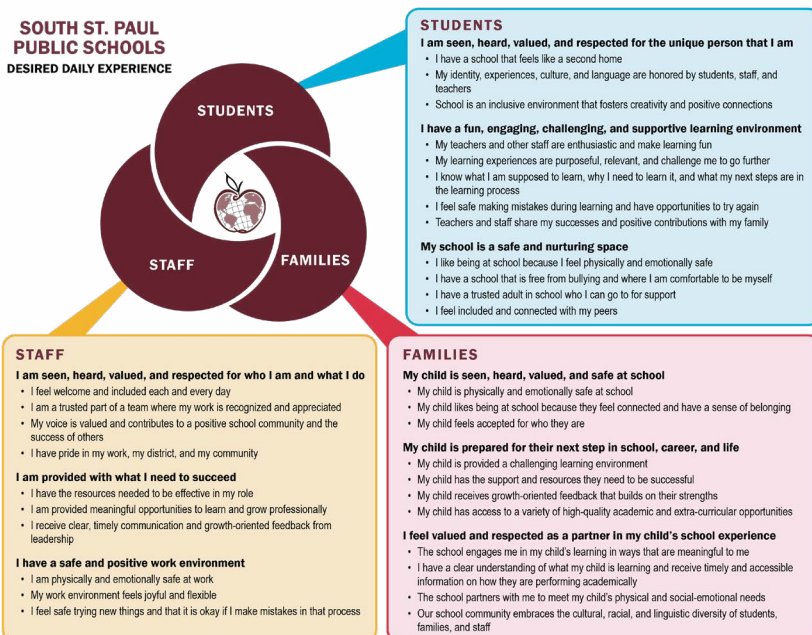 SOUTH ST. PAUL
PUBLIC SCHOOLS
DESIRED DAILY EXPERIENCE
STUDENTS
STAFF
FAMILIES
STUDENTS
I am seen, heard, valued, and respected for the unique person that I am
• I have a school that feels like a second home
• My identity, experiences, culture, and language are honored by students, staff, and
teachers
• School is an inclusive environment that fosters creativity and positive connections
I have a fun, engaging, challenging, and supportive learning environment
• My teachers and other staff are enthusiastic and make learning fun
• My learning experiences are purposeful, relevant, and challenge me to go further
• I know what I am supposed to learn, why I need to learn it, and what my next steps are in
the learning process
• I feel safe making mistakes during learning and have opportunities to try again
• Teachers and staff share my successes and positive contributions with my family
My school is a safe and nurturing space
• I like being at school because I feel physically and emotionally safe
• I have a school that is free from bullying and where I am comfortable to be myself
• I have a trusted adult in school who I can go to for support
• I feel included and connected with my peers
STAFF
I am seen, heard, valued, and respected for who I am and what I do
• I feel welcome and included each and every day
• I am a trusted part of a team where my work is recognized and appreciated
• My voice is valued and contributes to a positive school community and the
success of others
• I have pride in my work, my district, and my community
I am provided with what I need to succeed
• I have the resources needed to be effective in my role
• I am provided meaningful opportunities to learn and grow professionally
• I receive clear, timely communication and growth-oriented feedback from
leadership
I have a safe and positive work environment
• I am physically and emotionally safe at work
• My work environment feels joyful and flexible
• I feel safe trying new things and that it is okay if I make mistakes in that process
FAMILIES
My child is seen, heard, valued, and safe at school
• My child is physically and emotionally safe at school
• My child likes being at school because they feel connected and have a sense of belonging
• My child feels accepted for who they are
My child is prepared for their next step in school, career, and life
• My child is provided a challenging learning environment
• My child has the support and resources they need to be successful
• My child receives growth-oriented feedback that builds on their strengths
• My child has access to a variety of high-quality academic and extra-curricular opportunities
I feel valued and respected as a partner in my child's school experience
• The school engages me in my child's learning in ways that are meaningful to me
• I have a clear understanding of what my child is learning and receive timely and accessible
information on how they are performing academically
• The school partners with me to meet my child's physical and social-emotional needs
• Our school community embraces the cultural, racial, and linguistic diversity of students,
families, and staff